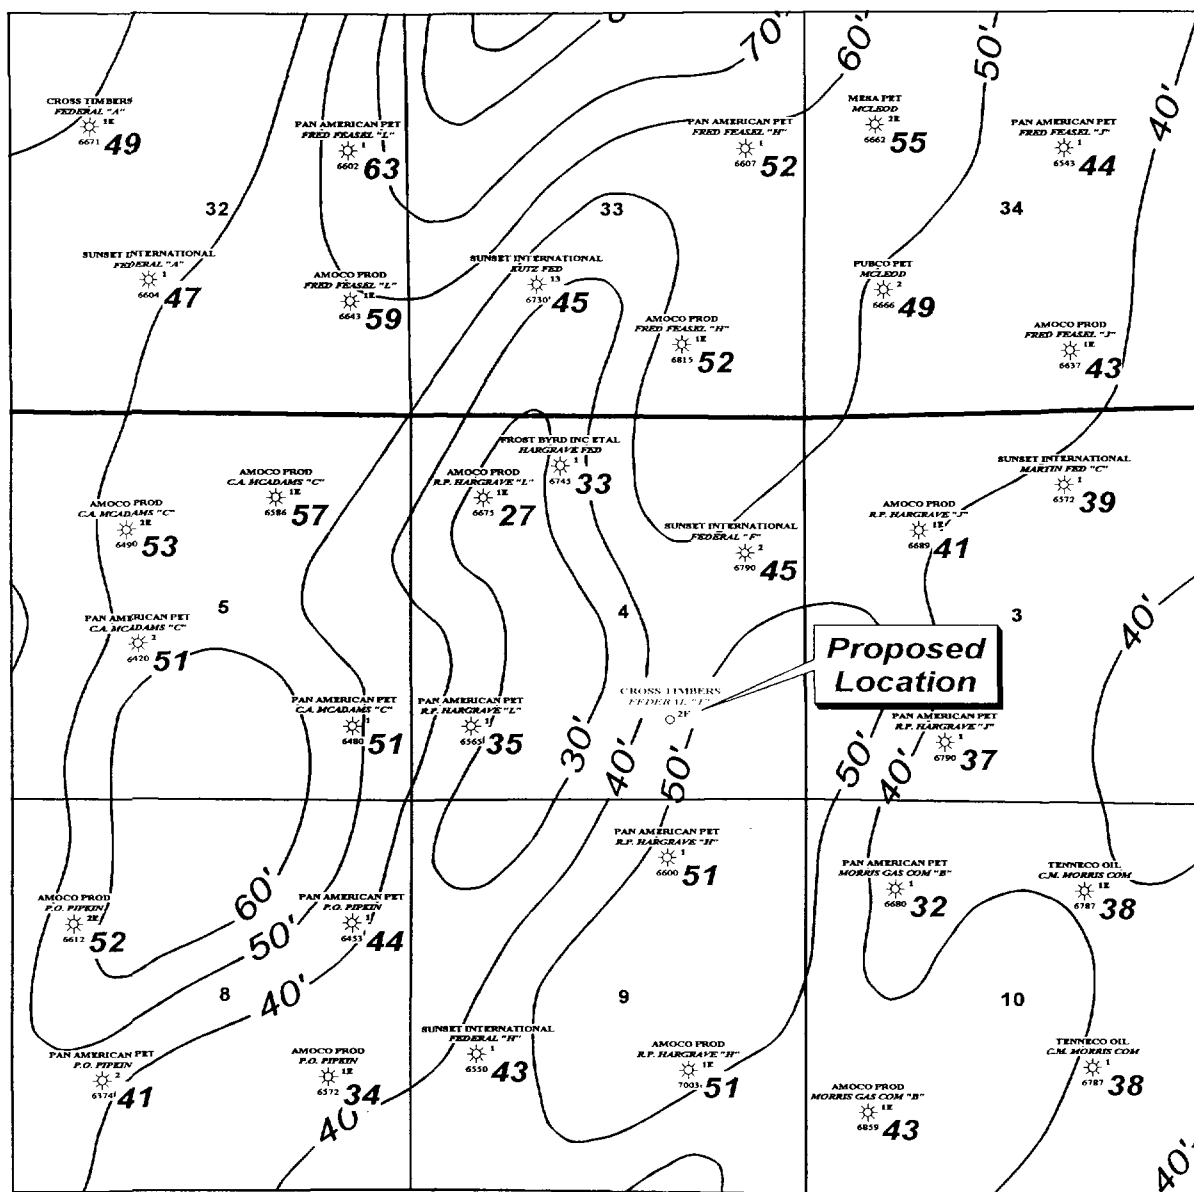 70'
60'
50'
40'
CROSS TIMBERS
FEDERAL "A"
1E
6671
49
PAN AMERICAN PET
FRED FEASEL "L"
1
6602
63
PAN AMERICAN PET
FRED FEASEL "H"
1
6607
52
MESA PET
MCLEOD
2E
6662
55
PAN AMERICAN PET
FRED FEASEL "J"
1
6543
44
32
33
34
SUNSET INTERNATIONAL
FEDERAL "A"
1
6604
47
AMOCO PROD
FRED FEASEL "L"
1E
6643
59
SUNSET INTERNATIONAL
KUTZ FED
13
6730'
45
AMOCO PROD
FRED FEASEL "H"
1E
6815
52
PUBCO PET
MCLEOD
2
6666
49
AMOCO PROD
FRED FEASEL "J"
1E
6637
43
AMOCO PROD
C.A. MCADAMS "C"
2E
6490
53
AMOCO PROD
C.A. MCADAMS "C"
1E
6586
57
AMOCO PROD
R.P. HARGRAVE "L"
1E
6675
27
FROST BYRD INC ETAL
HARGRAVE FED
1
6745
33
SUNSET INTERNATIONAL
FEDERAL "F"
2
6790
45
AMOCO PROD
R.P. HARGRAVE "J"
1E
6689
41
SUNSET INTERNATIONAL
MARTIN FED "C"
1
6572
39
5
4
3
40'
PAN AMERICAN PET
C.A. MCADAMS "C"
2
6420
51
PAN AMERICAN PET
C.A. MCADAMS "C"
1
6480
51
PAN AMERICAN PET
R.P. HARGRAVE "L"
1
6565'
35
CROSS TIMBERS
2F
Proposed
Location
PAN AMERICAN PET
R.P. HARGRAVE "J"
1
6790
37
30'
40'
50'
50'
40'
PAN AMERICAN PET
R.P. HARGRAVE "H"
1
6600
51
PAN AMERICAN PET
MORRIS GAS COM "B"
1
6680
32
TENNECO OIL
C.M. MORRIS COM
1E
6787
38
AMOCO PROD
P.O. PIPKIN
2E
6612
52
PAN AMERICAN PET
P.O. PIPKIN
1
6453'
44
60'
50'
40'
8
9
10
PAN AMERICAN PET
P.O. PIPKIN
2
6374'
41
AMOCO PROD
P.O. PIPKIN
1E
6572
34
SUNSET INTERNATIONAL
FEDERAL "H"
1
6550
43
AMOCO PROD
R.P. HARGRAVE "H"
1E
7003
51
TENNECO OIL
C.M. MORRIS COM
1
6787
38
AMOCO PROD
MORRIS GAS COM "B"
1E
6859
43
40'
40'